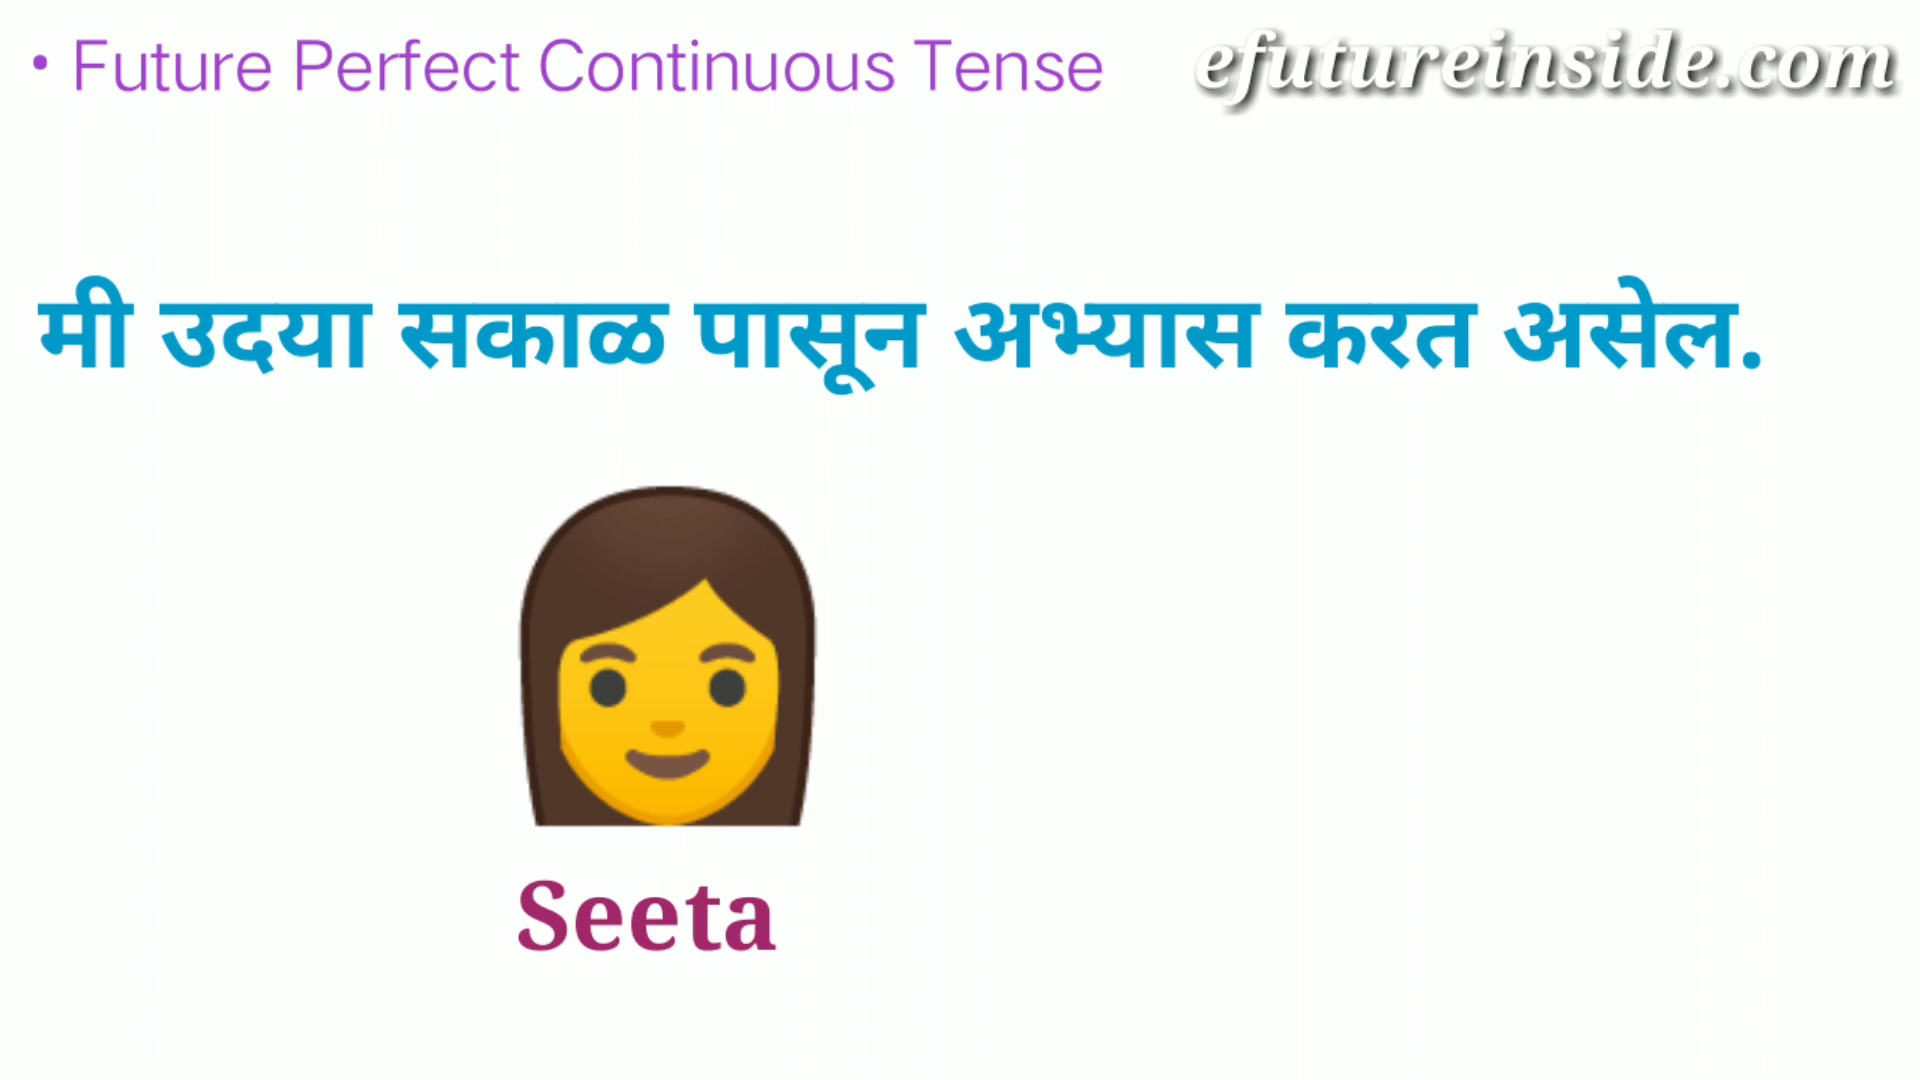 • Future Perfect Continuous Tense
efutureinside.com
मी उदया सकाळ पासून अभ्यास करत असेल.
Seeta